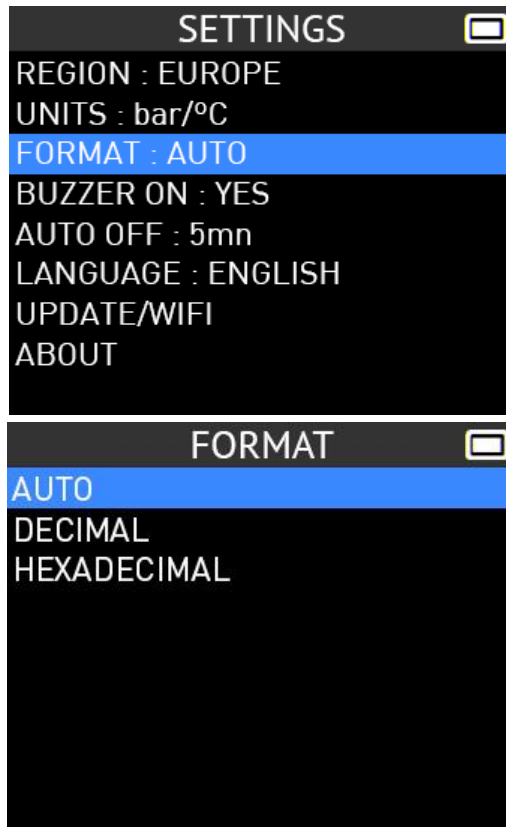 SETTINGS
REGION : EUROPE
UNITS : bar/ºC
FORMAT : AUTO
BUZZER ON : YES
AUTO OFF : 5mn
LANGUAGE : ENGLISH
UPDATE/WIFI
ABOUT
FORMAT
AUTO
DECIMAL
HEXADECIMAL